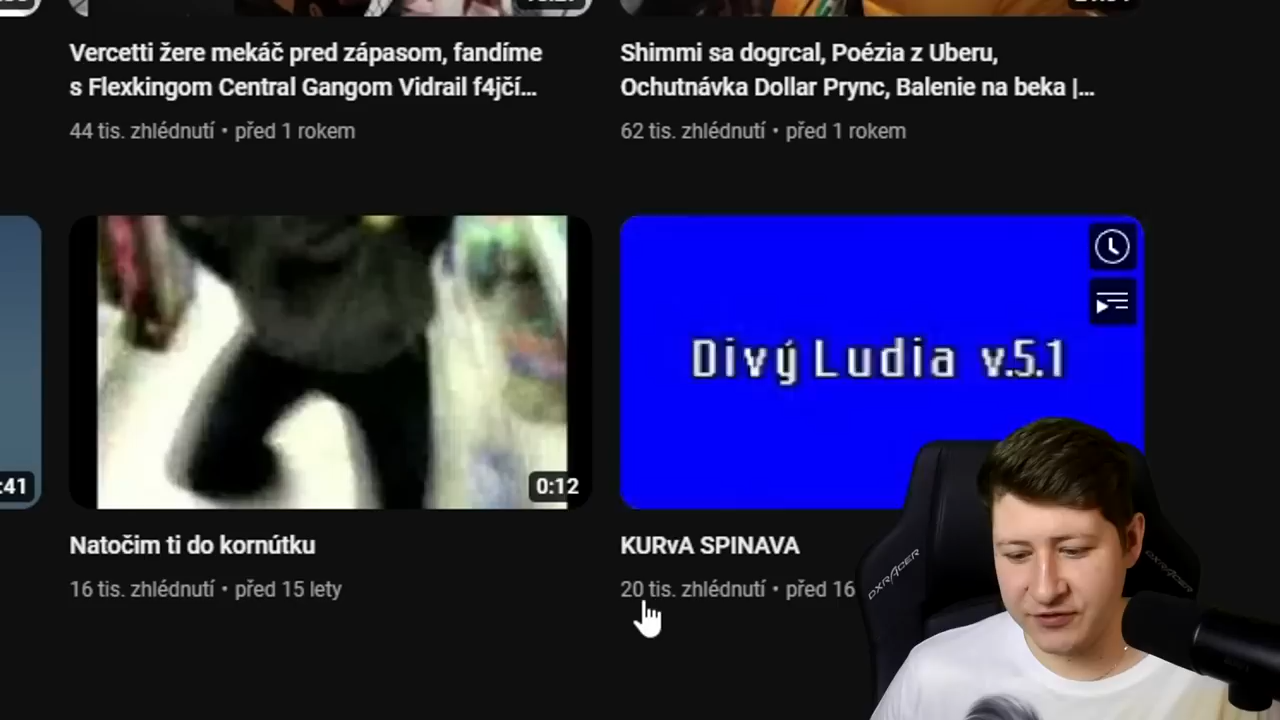 Vercetti žere mekáč pred zápasom, fandíme
s Flexkingom Central Gangom Vidrail f4jčí...
44 tis. zhlédnutí • před 1 rokem
Shimmi sa dogrcal, Poézia z Uberu,
Ochutnávka Dollar Prync, Balenie na beka |...
62 tis. zhlédnutí • před 1 rokem
:41
0:12
Divý Ludia v.5.1
Natočim ti do kornútku
16 tis. zhlédnutí • před 15 lety
KURvA SPINAVA
20 tis. zhlédnutí • před 16
DXRACER